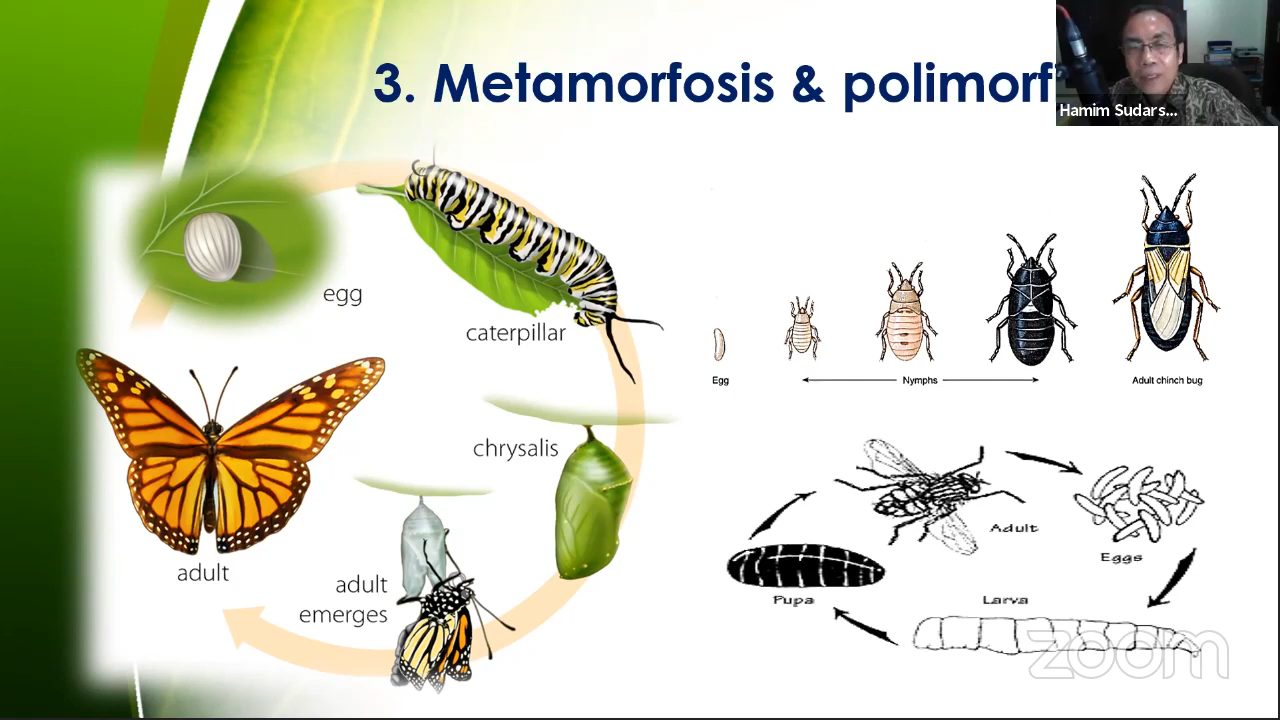 3. Metamorfosis & polimorf
Hamim Sudars...
egg
caterpillar
chrysalis
adult
emerges
adult
Egg
Nymphs
Adult chinch bug
Adult
Eggs
Larva
Pupa
zoom